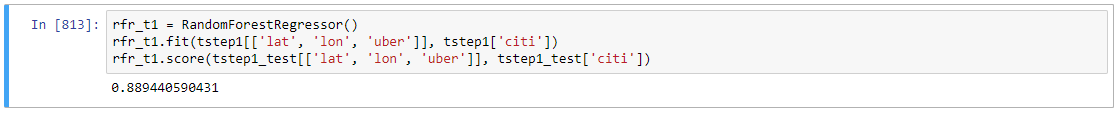 In [813]: rfr_t1 = RandomForestRegressor()
rfr_t1.fit(tstep1[['lat', 'lon', 'uber']], tstep1['citi'])
rfr_t1.score(tstep1_test[['lat', 'lon', 'uber']], tstep1_test['citi'])
0.889440590431